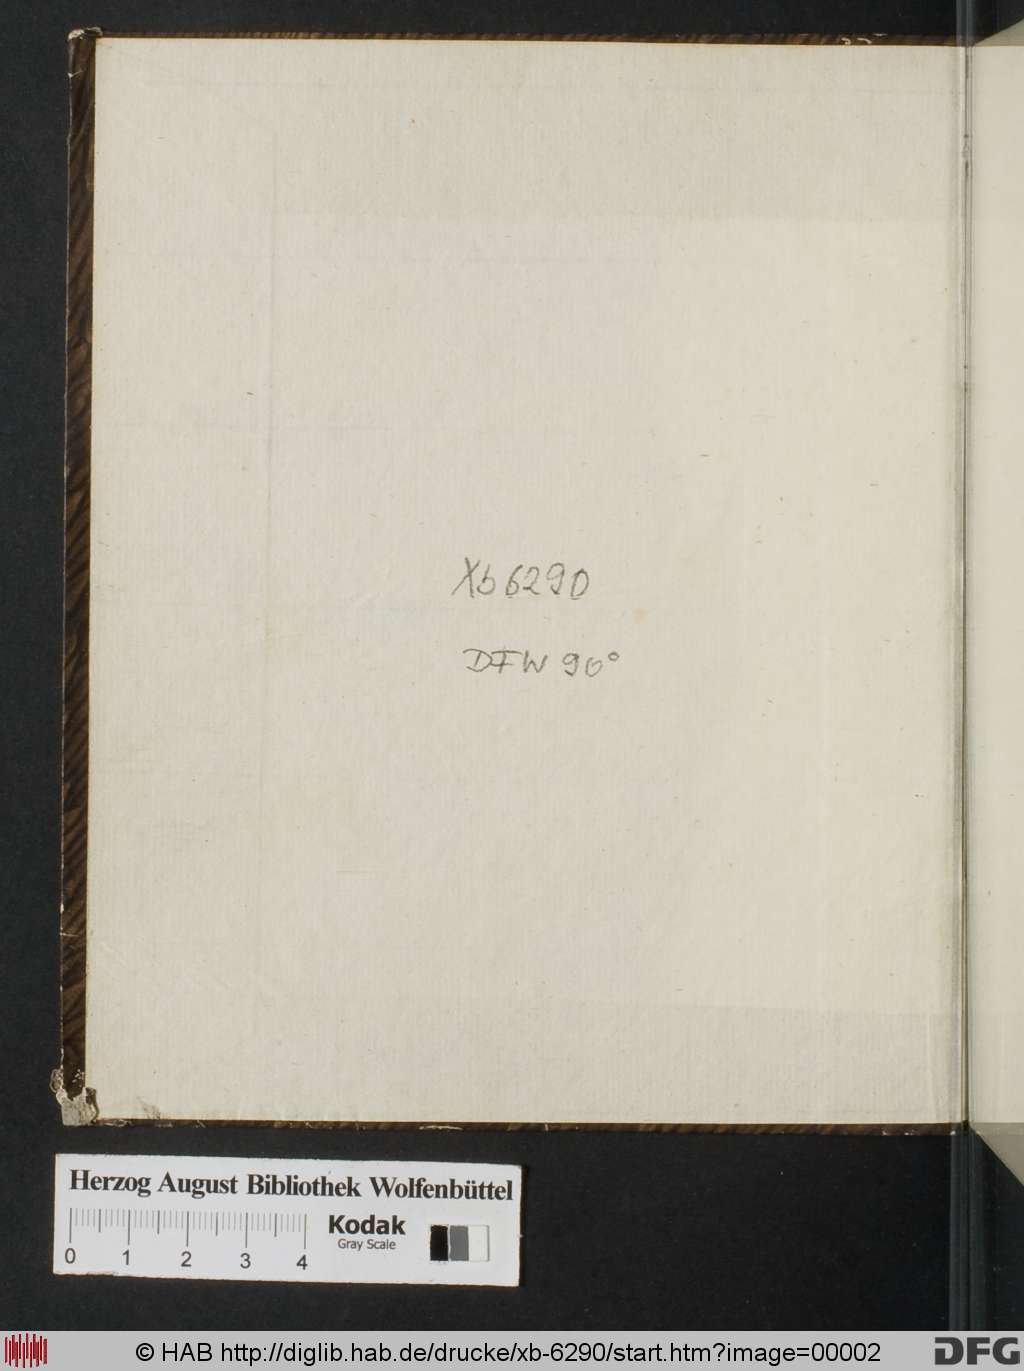 Xb 6290
DFW 90°
Herzog August Bibliothek Wolfenbüttel
Kodak
Gray Scale
0 1 2 3 4
© HAB http://diglib.hab.de/drucke/xb-6290/start.htm?image=00002
DFG